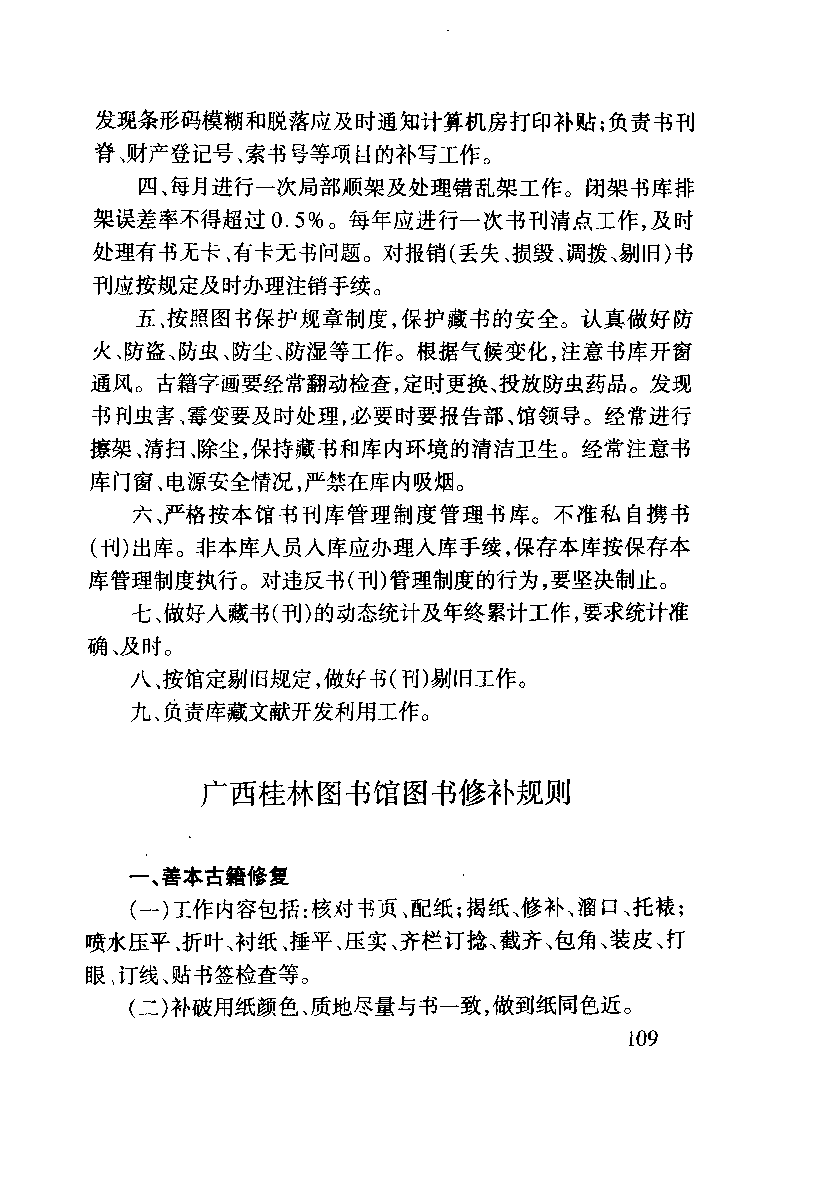 发现条形码模糊和脱落应及时通知计算机房打印补贴;负责书刊
脊、财产登记号、索书号等项目的补写工作。
四、每月进行一次局部顺架及处理错乱架工作。闭架书库排
架误差率不得超过0.5%。每年应进行一次书刊清点工作,及时
处理有书无卡、有卡无书问题。对报销(丢失、损毁、调拨、剔旧)书
刊应按规定及时办理注销手续。
五、按照图书保护规章制度,保护藏书的安全。认真做好防
火、防盗、防虫、防尘、防湿等工作。根据气候变化,注意书库开窗
通风。古籍字画要经常翻动检查,定时更换、投放防虫药品。发现
书刊虫害、霉变要及时处理,必要时要报告部、馆领导。经常进行
擦架、清扫、除尘,保持藏书和库内环境的清洁卫生。经常注意书
库门窗、电源安全情况,严禁在库内吸烟。
六、严格按本馆书刊库管理制度管理书库。不准私自携书
(刊)出库。非本库人员入库应办理入库手续,保存本库按保存本
库管理制度执行。对违反书(刊)管理制度的行为,要坚决制止。
七、做好入藏书(刊)的动态统计及年终累计工作,要求统计准
确、及时。
八、按馆定剔旧规定,做好书(刊)剔旧工作。
九、负责库藏文献开发利用工作。
广西桂林图书馆图书修补规则
一、善本古籍修复
(一)工作内容包括:核对书页、配纸;揭纸、修补、溜口、托裱;
喷水压平、折叶、衬纸、捶平、压实、齐栏订捻、截齐、包角、装皮、打
眼、订线、贴书签检查等。
(二)补破用纸颜色、质地尽量与书一致,做到纸同色近。
109